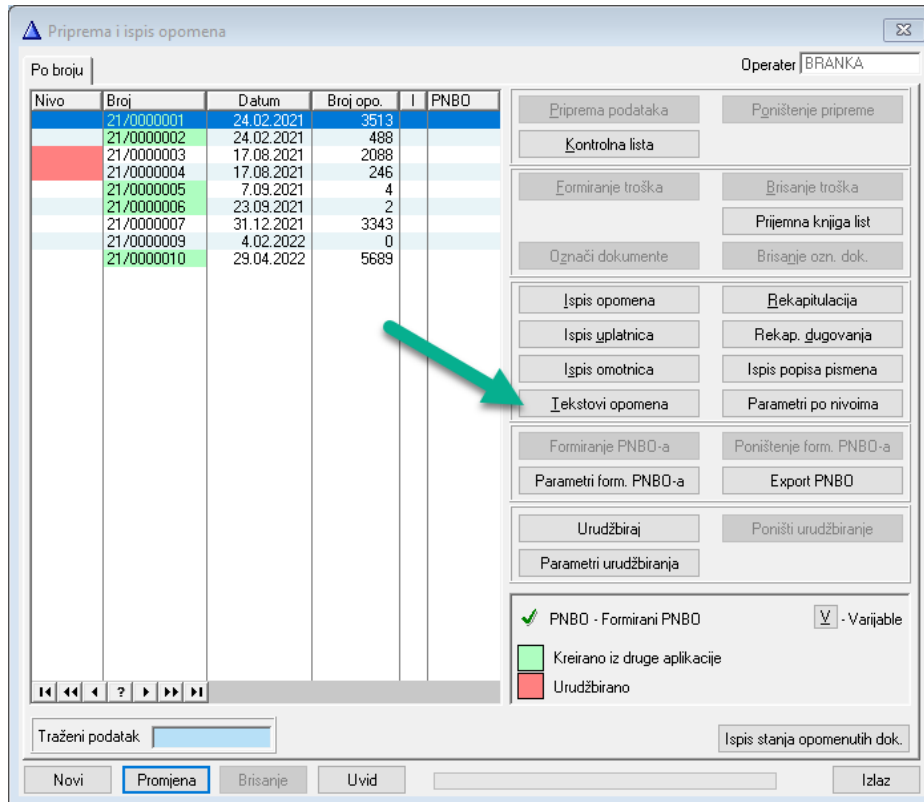 Priprema i ispis opomena
Po broju
Operater BRANKA
Nivo Broj Datum Broj opo. I PNBO
21/0000001 24.02.2021 3513
21/0000002 24.02.2021 488
21/0000003 17.08.2021 2088
21/0000004 17.08.2021 246
21/0000005 7.09.2021 4
21/0000006 23.09.2021 2
21/0000007 31.12.2021 3343
21/0000009 4.02.2022 0
21/0000010 29.04.2022 5689
Priprema podataka Poništenje pripreme
Kontrolna lista
Formiranje troška Brisanje troška
Prijemna knjiga list
Označi dokumente Brisanje ozn. dok.
Ispis opomena Rekapitulacija
Ispis uplatnica Rekap. dugovanja
Ispis omotnica Ispis popisa pismena
Tekstovi opomena Parametri po nivoima
Formiranje PNBO-a Poništenje form. PNBO-a
Parametri form. PNBO-a Export PNBO
Urudžbiraj Poništi urudžbiranje
Parametri urudžbiranja
PNBO - Formirani PNBO V - Varijable
Kreirano iz druge aplikacije
Urudžbirano
?
Traženi podatak
Ispis stanja opomenutih dok.
Novi Promjena Brisanje Uvid Izlaz